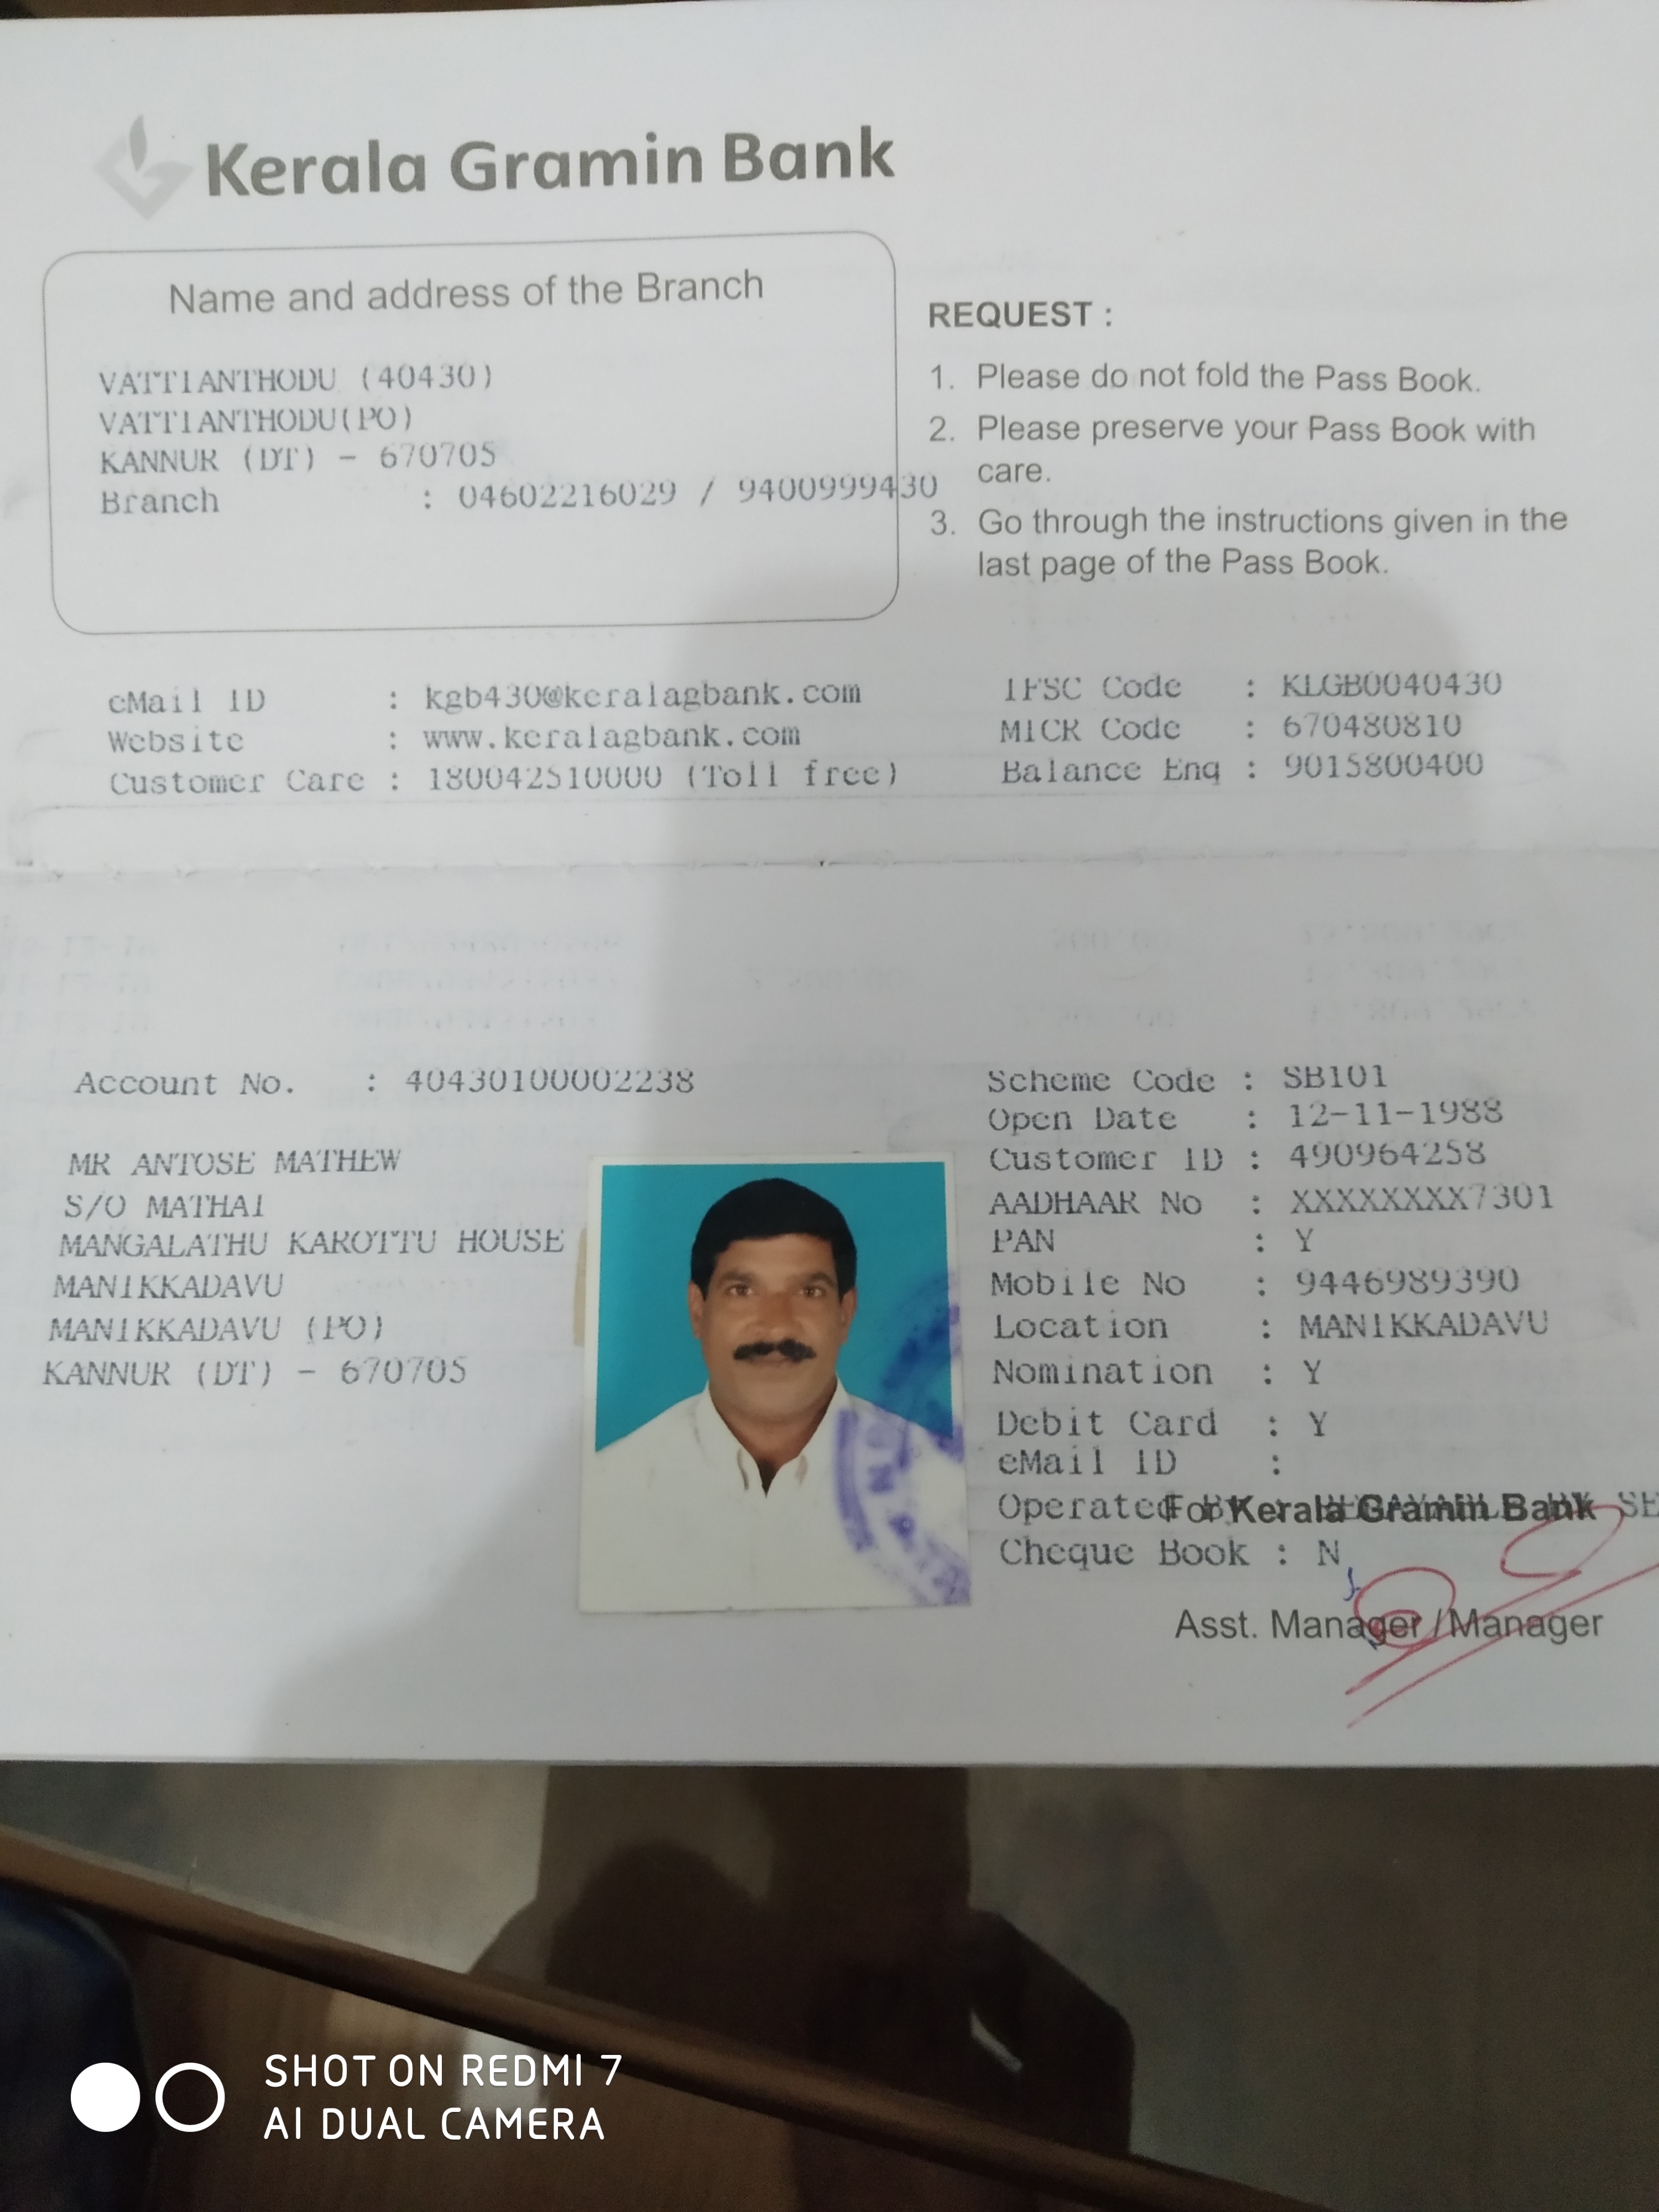 Kerala Gramin Bank
Name and address of the Branch
VATTIANTHODU (40430)
VATTIANTHODU(PO)
KANNUR (DT) - 670705
Branch : 04602216029 / 9400999430
REQUEST :
1. Please do not fold the Pass Book.
2. Please preserve your Pass Book with
care.
3. Go through the instructions given in the
last page of the Pass Book.
eMail ID : kgb430@keralagbank.com
Website : www.keralagbank.com
Customer Care : 180042510000 (Toll free)
IFSC Code : KLGB0040430
MICR Code : 670480810
Balance Enq : 9015800400
Account No. : 40430100002238
MR ANTOSE MATHEW
S/O MATHAI
MANGALATHU KAROTTU HOUSE
MANIKKADAVU
MANIKKADAVU (PO)
KANNUR (DT) - 670705
Scheme Code : SB101
Open Date : 12-11-1988
Customer ID : 490964258
AADHAAR No : XXXXXXXX7301
PAN : Y
Mobile No : 9446989390
Location : MANIKKADAVU
Nomination : Y
Debit Card : Y
eMail ID :
Operated By :
For Kerala Gramin Bank
Cheque Book : N
Asst. Manager / Manager
SHOT ON REDMI 7
AI DUAL CAMERA